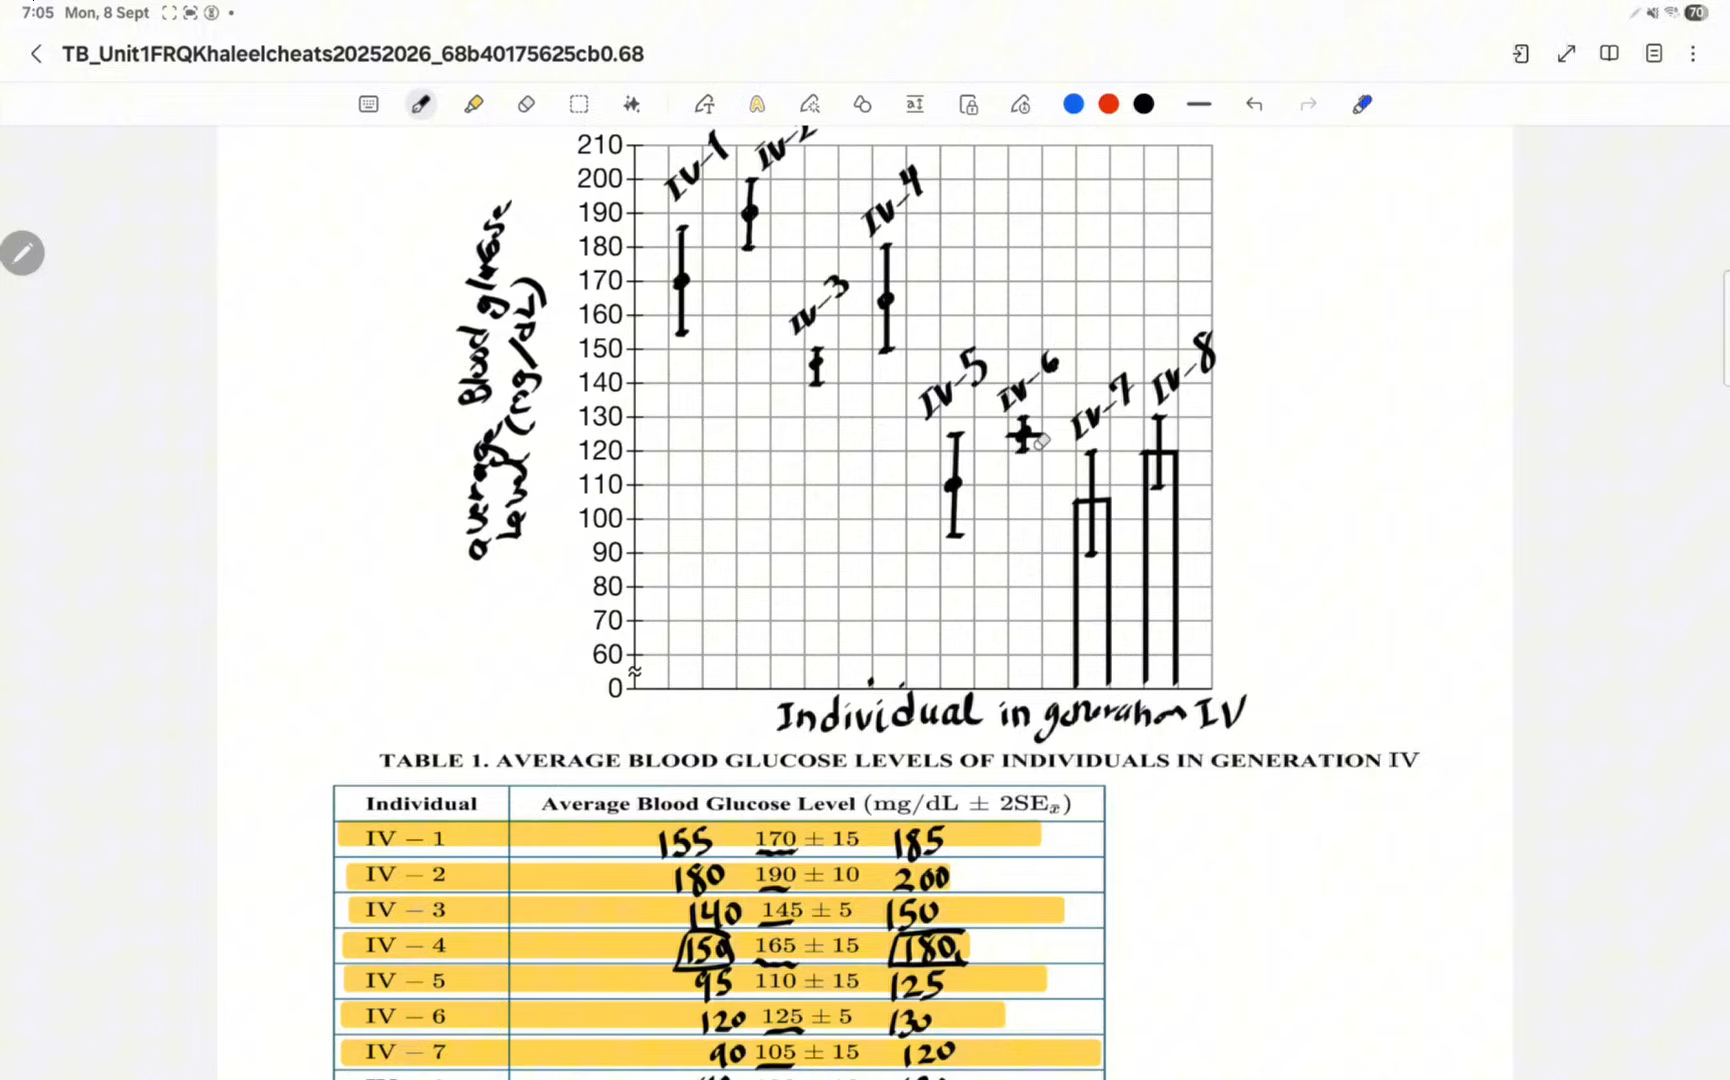 7:05 Mon, 8 Sept
70
TB_Unit1FRQKhaleelcheats20252026_68b40175625cb0.68
210
200
190
180
170
160
150
140
130
120
110
100
90
80
70
60
0
average Blood glucose
level (mg/dL)
IV-1
IV-2
IV-3
IV-4
IV-5
IV-6
IV-7
IV-8
Individual in generation IV
TABLE 1. AVERAGE BLOOD GLUCOSE LEVELS OF INDIVIDUALS IN GENERATION IV
Individual Average Blood Glucose Level (mg/dL ± 2SEx̄)
IV – 1 155 170 ± 15 185
IV – 2 180 190 ± 10 200
IV – 3 140 145 ± 5 150
IV – 4 150 165 ± 15 180
IV – 5 95 110 ± 15 125
IV – 6 120 125 ± 5 130
IV – 7 90 105 ± 15 120